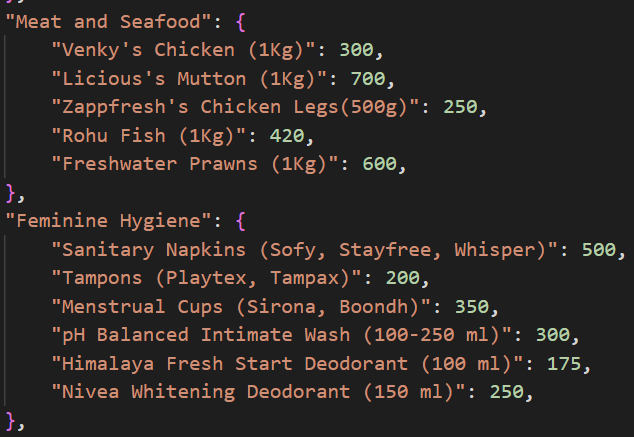 "Meat and Seafood": {
"Venky's Chicken (1Kg)": 300,
"Licious's Mutton (1Kg)": 700,
"Zappfresh's Chicken Legs(500g)": 250,
"Rohu Fish (1Kg)": 420,
"Freshwater Prawns (1Kg)": 600,
},
"Feminine Hygiene": {
"Sanitary Napkins (Sofy, Stayfree, Whisper)": 500,
"Tampons (Playtex, Tampax)": 200,
"Menstrual Cups (Sirona, Boondh)": 350,
"pH Balanced Intimate Wash (100-250 ml)": 300,
"Himalaya Fresh Start Deodorant (100 ml)": 175,
"Nivea Whitening Deodorant (150 ml)": 250,
},